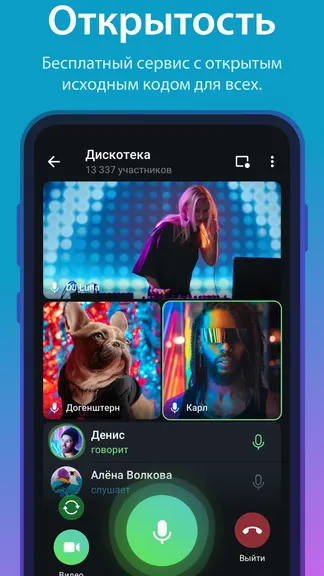 Открытость
Бесплатный сервис с открытым
исходным кодом для всех.
Дискотека
13 337 участников
DJ Luna
Догенштерн
Карл
Денис
говорит
Алёна Волкова
слушает
Видео
Выйти